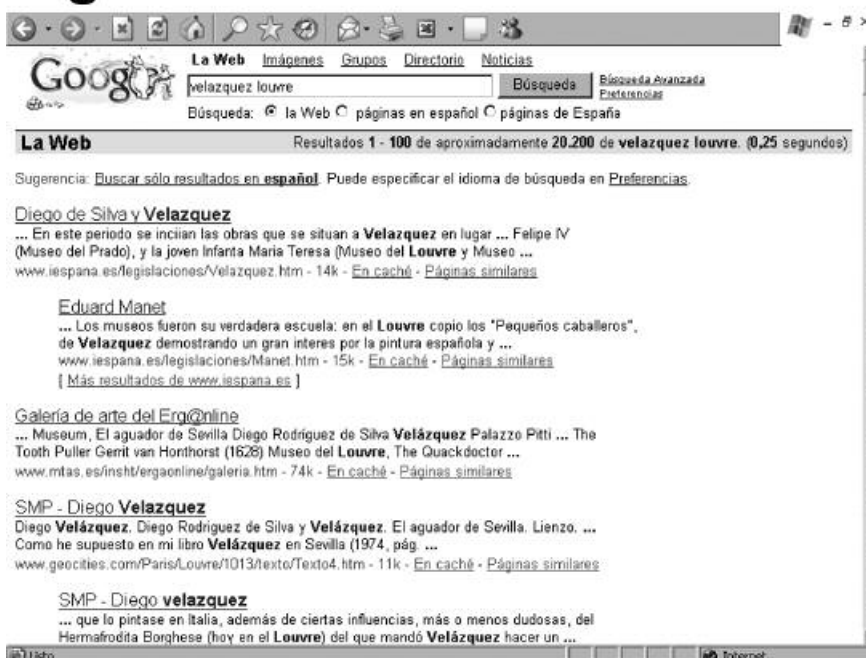 Google
La Web Imágenes Grupos Directorio Noticias
velazquez louvre Búsqueda Búsqueda Avanzada
Preferencias
Búsqueda: la Web páginas en español páginas de España
La Web Resultados 1 - 100 de aproximadamente 20.200 de velazquez louvre. (0,25 segundos)
Sugerencia: Buscar sólo resultados en español. Puede especificar el idioma de búsqueda en Preferencias.
Diego de Silva y Velazquez
... En este periodo se inciian las obras que se situan a Velazquez en lugar ... Felipe IV
(Museo del Prado), y la joven Infanta Maria Teresa (Museo del Louvre y Museo ...
www.iespana.es/legislaciones/Velazquez.htm - 14k - En caché - Páginas similares
Eduard Manet
... Los museos fueron su verdadera escuela: en el Louvre copio los "Pequeños caballeros",
de Velazquez demostrando un gran interes por la pintura española y ...
www.iespana.es/legislaciones/Manet.htm - 15k - En caché - Páginas similares
[ Más resultados de www.iespana.es ]
Galería de arte del Erg@nline
... Museum, El aguador de Sevilla Diego Rodríguez de Silva Velázquez Palazzo Pitti ... The
Tooth Puller Gerrit van Honthorst (1628) Museo del Louvre, The Quackdoctor ...
www.mtas.es/insht/ergaonline/galeria.htm - 74k - En caché - Páginas similares
SMP - Diego Velazquez
Diego Velázquez. Diego Rodriguez de Silva y Velázquez. El aguador de Sevilla. Lienzo. ...
Como he supuesto en mi libro Velázquez en Sevilla (1974, pág. ...
www.geocities.com/Paris/Louvre/1013/texto/Texto4.htm - 11k - En caché - Páginas similares
SMP - Diego velazquez
... que lo pintase en Italia, además de ciertas influencias, más o menos dudosas, del
Hermafrodita Borghese (hoy en el Louvre) del que mandó Velázquez hacer un ...
Listo Internet